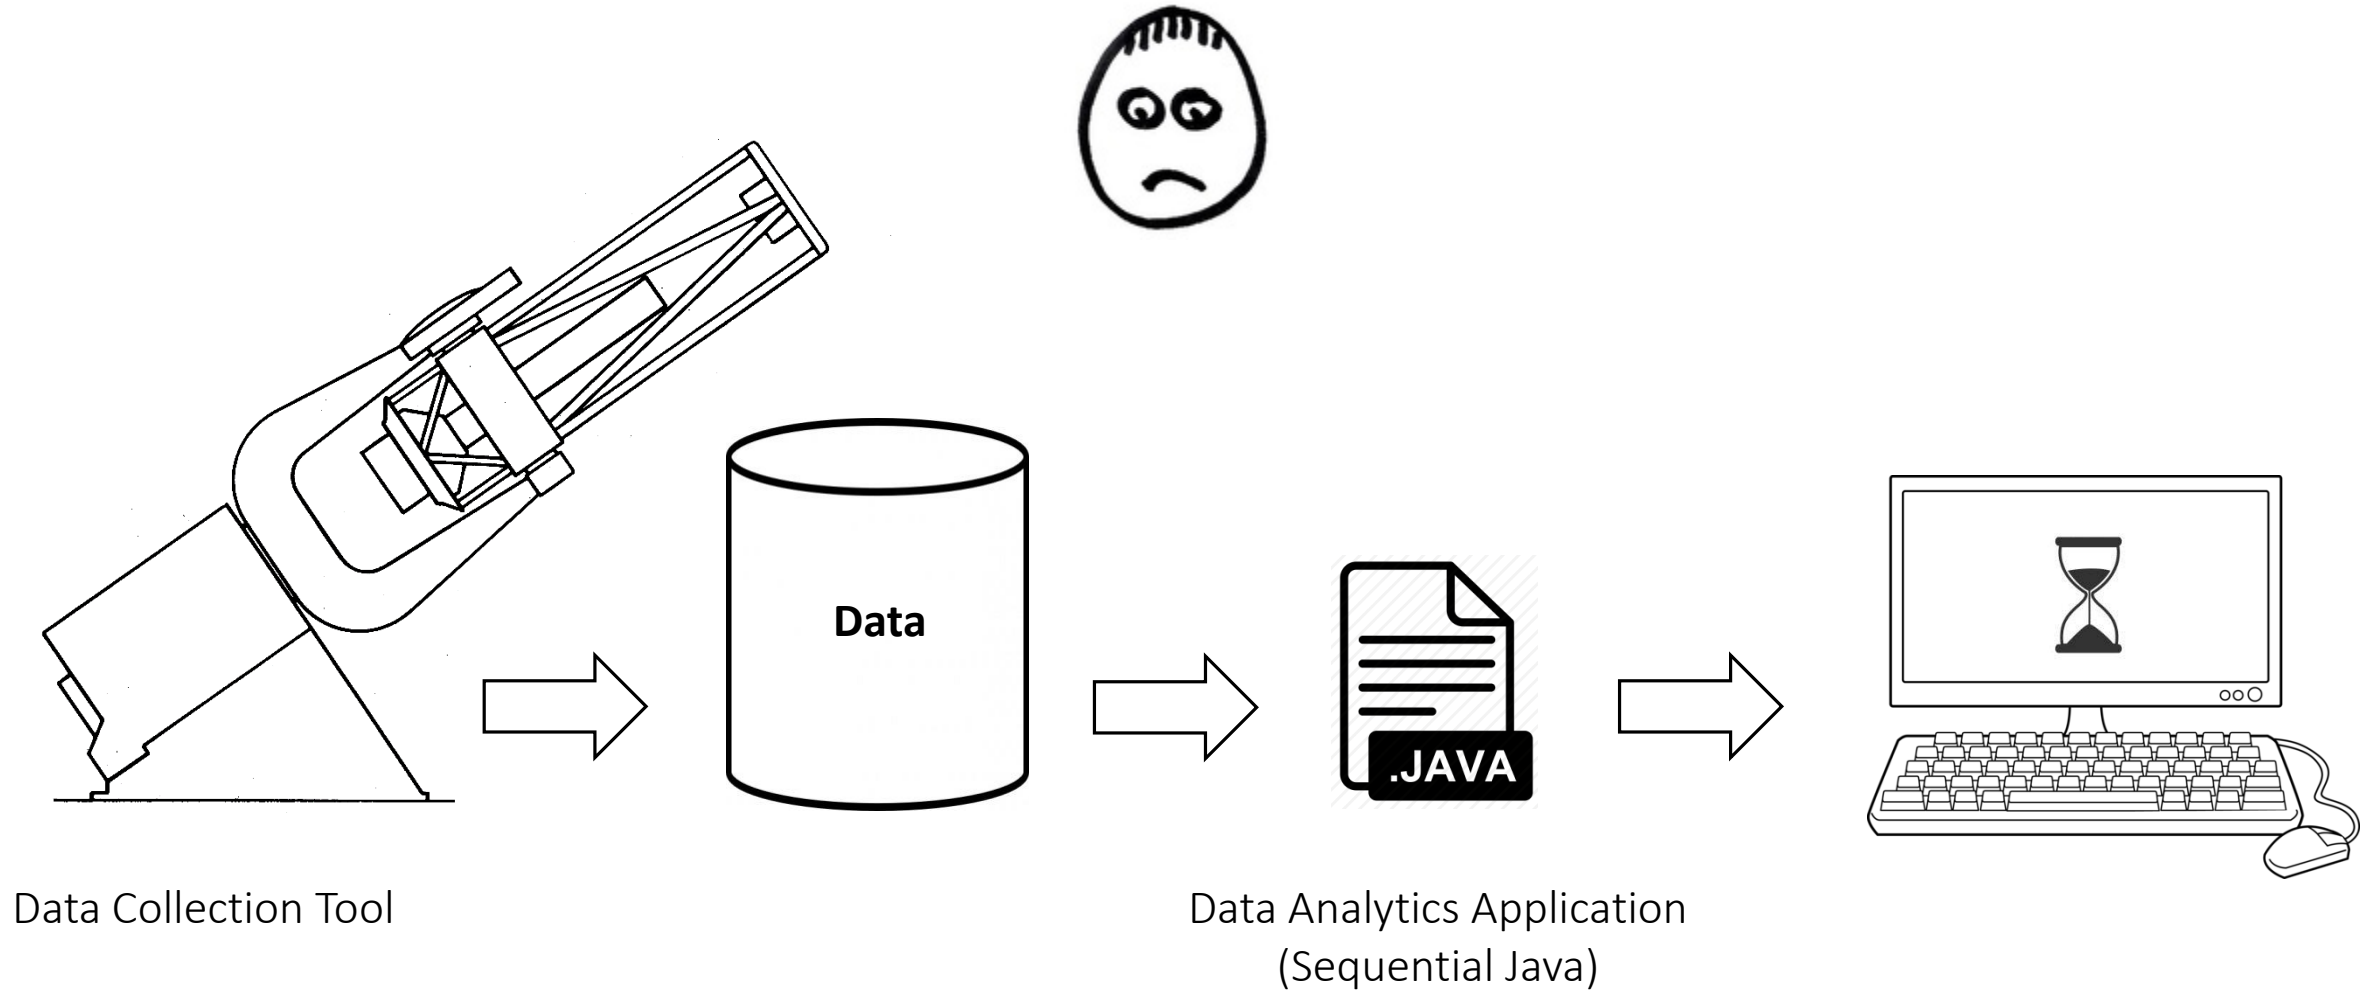 Data
.JAVA
Data Collection Tool
Data Analytics Application
(Sequential Java)